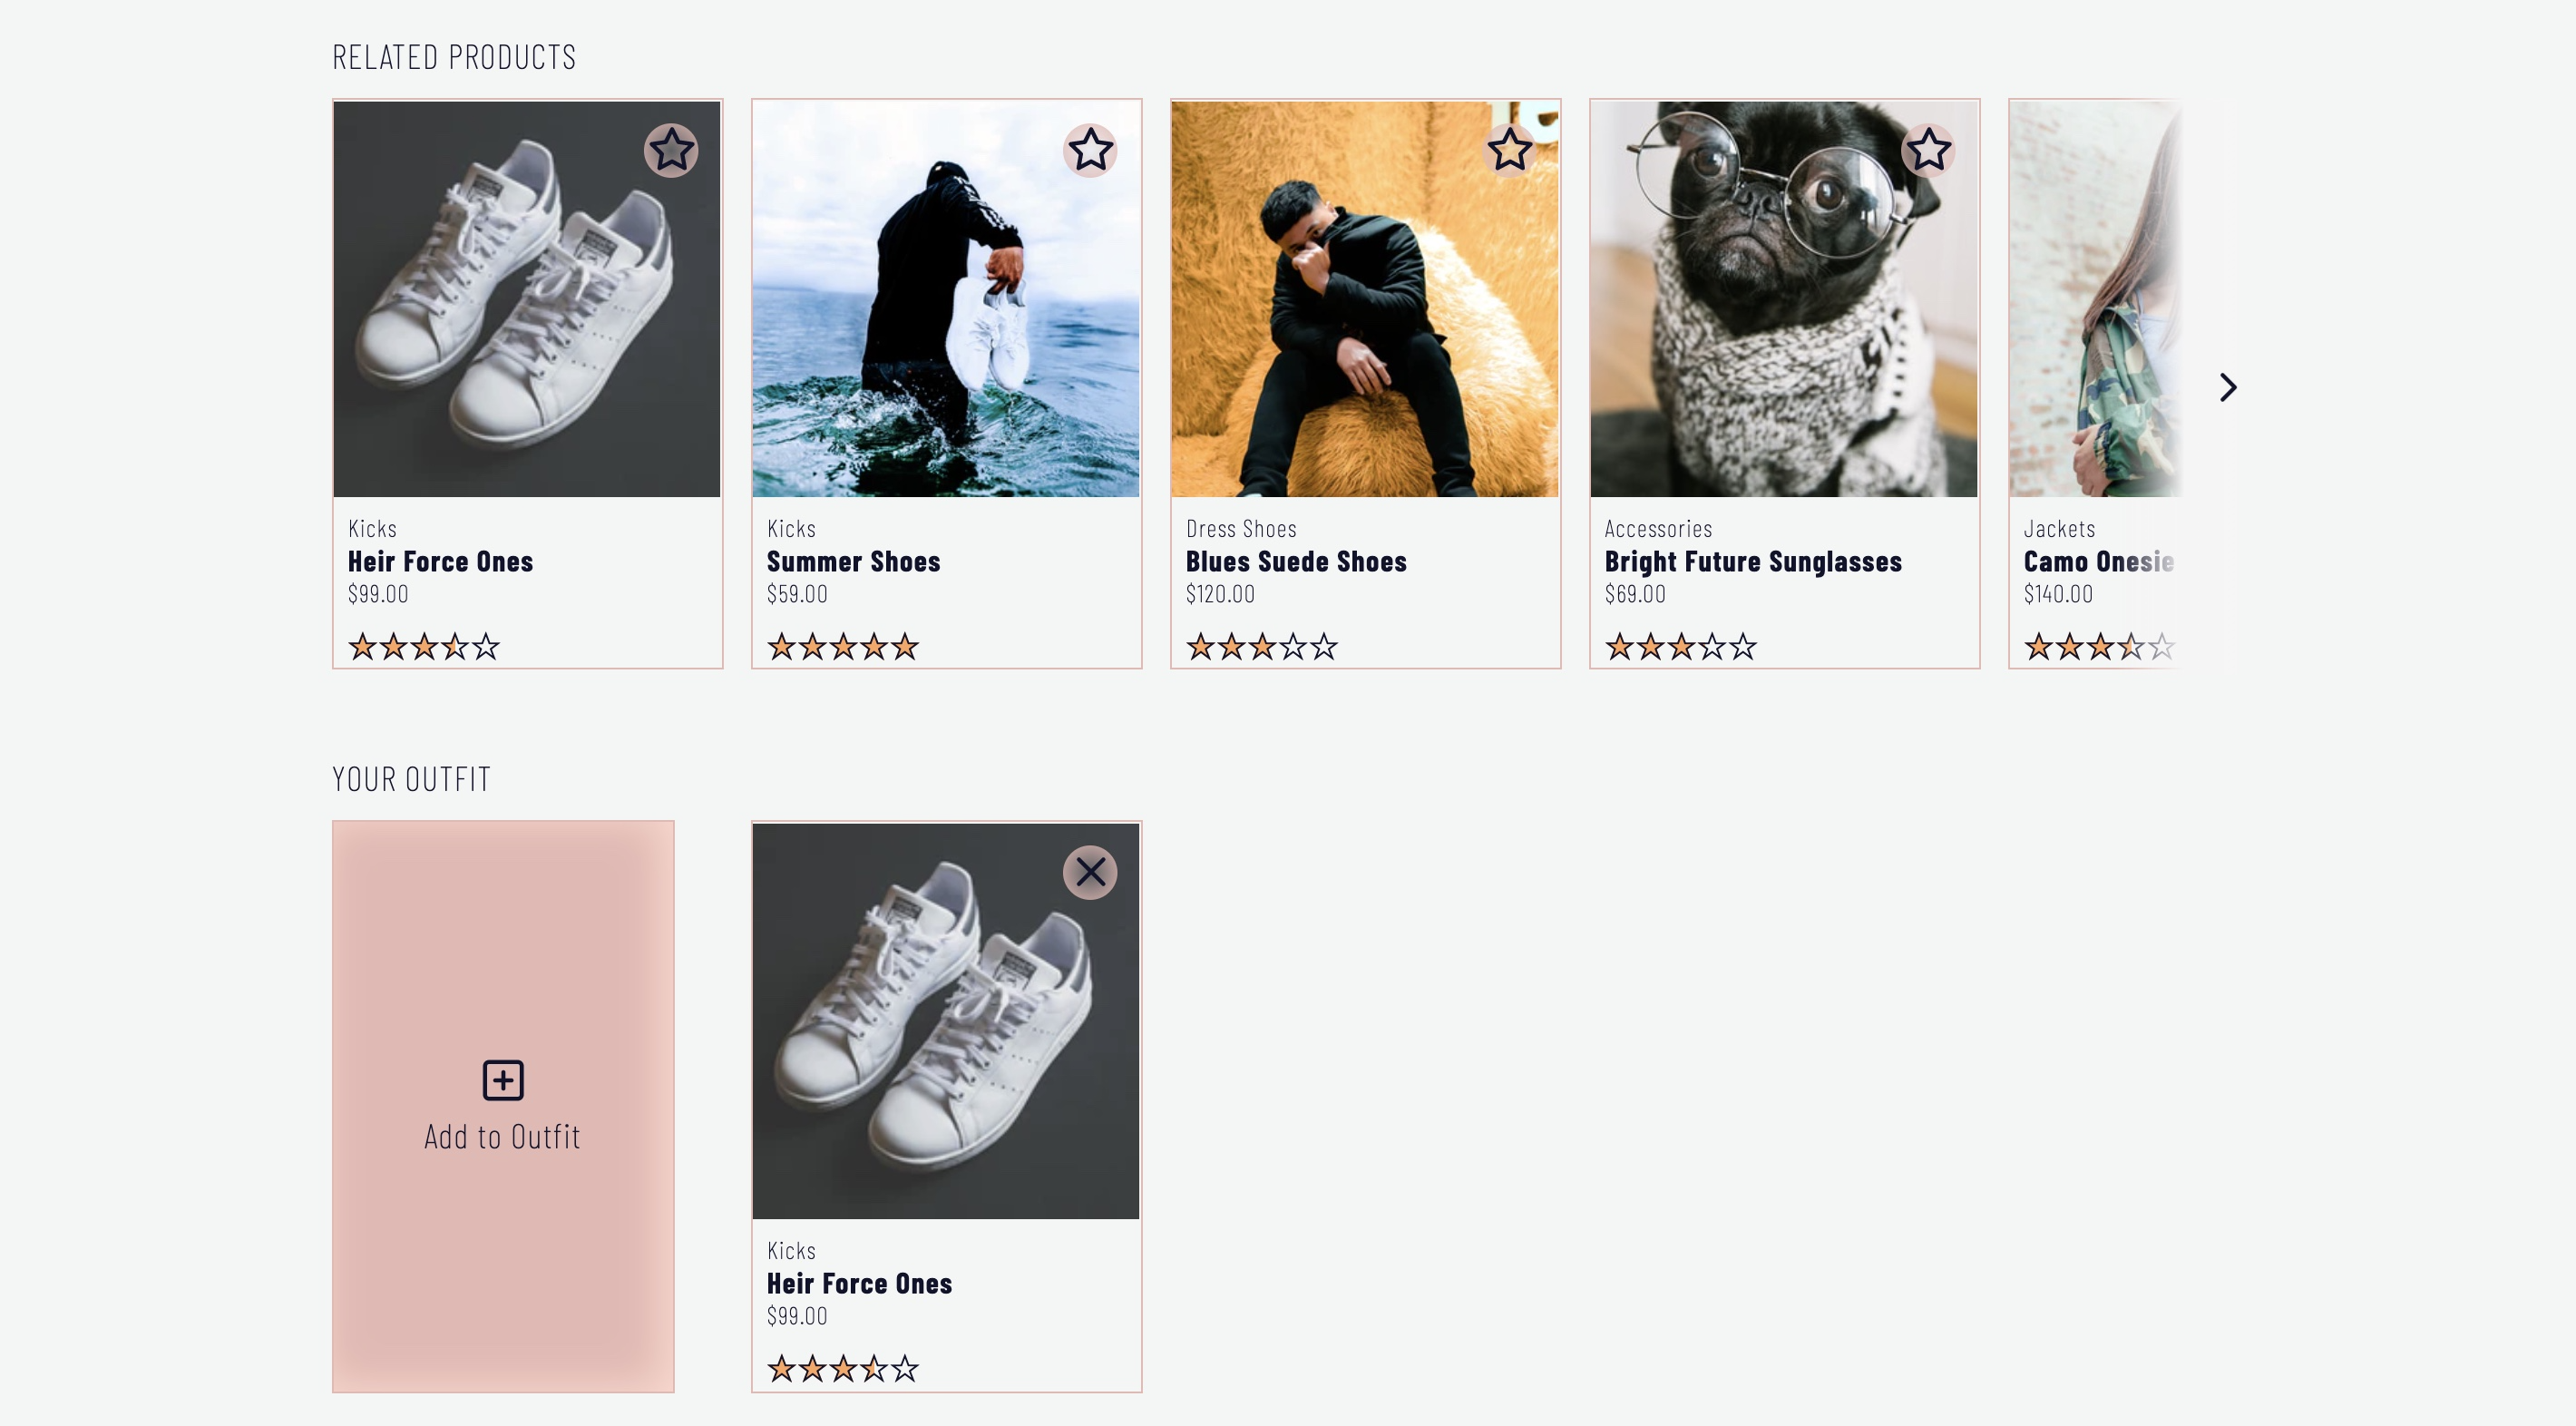 RELATED PRODUCTS
Kicks
Heir Force Ones
$99.00
Kicks
Summer Shoes
$59.00
Dress Shoes
Blues Suede Shoes
$120.00
Accessories
Bright Future Sunglasses
$69.00
Jackets
Camo Onesie
$140.00
YOUR OUTFIT
Add to Outfit
Kicks
Heir Force Ones
$99.00